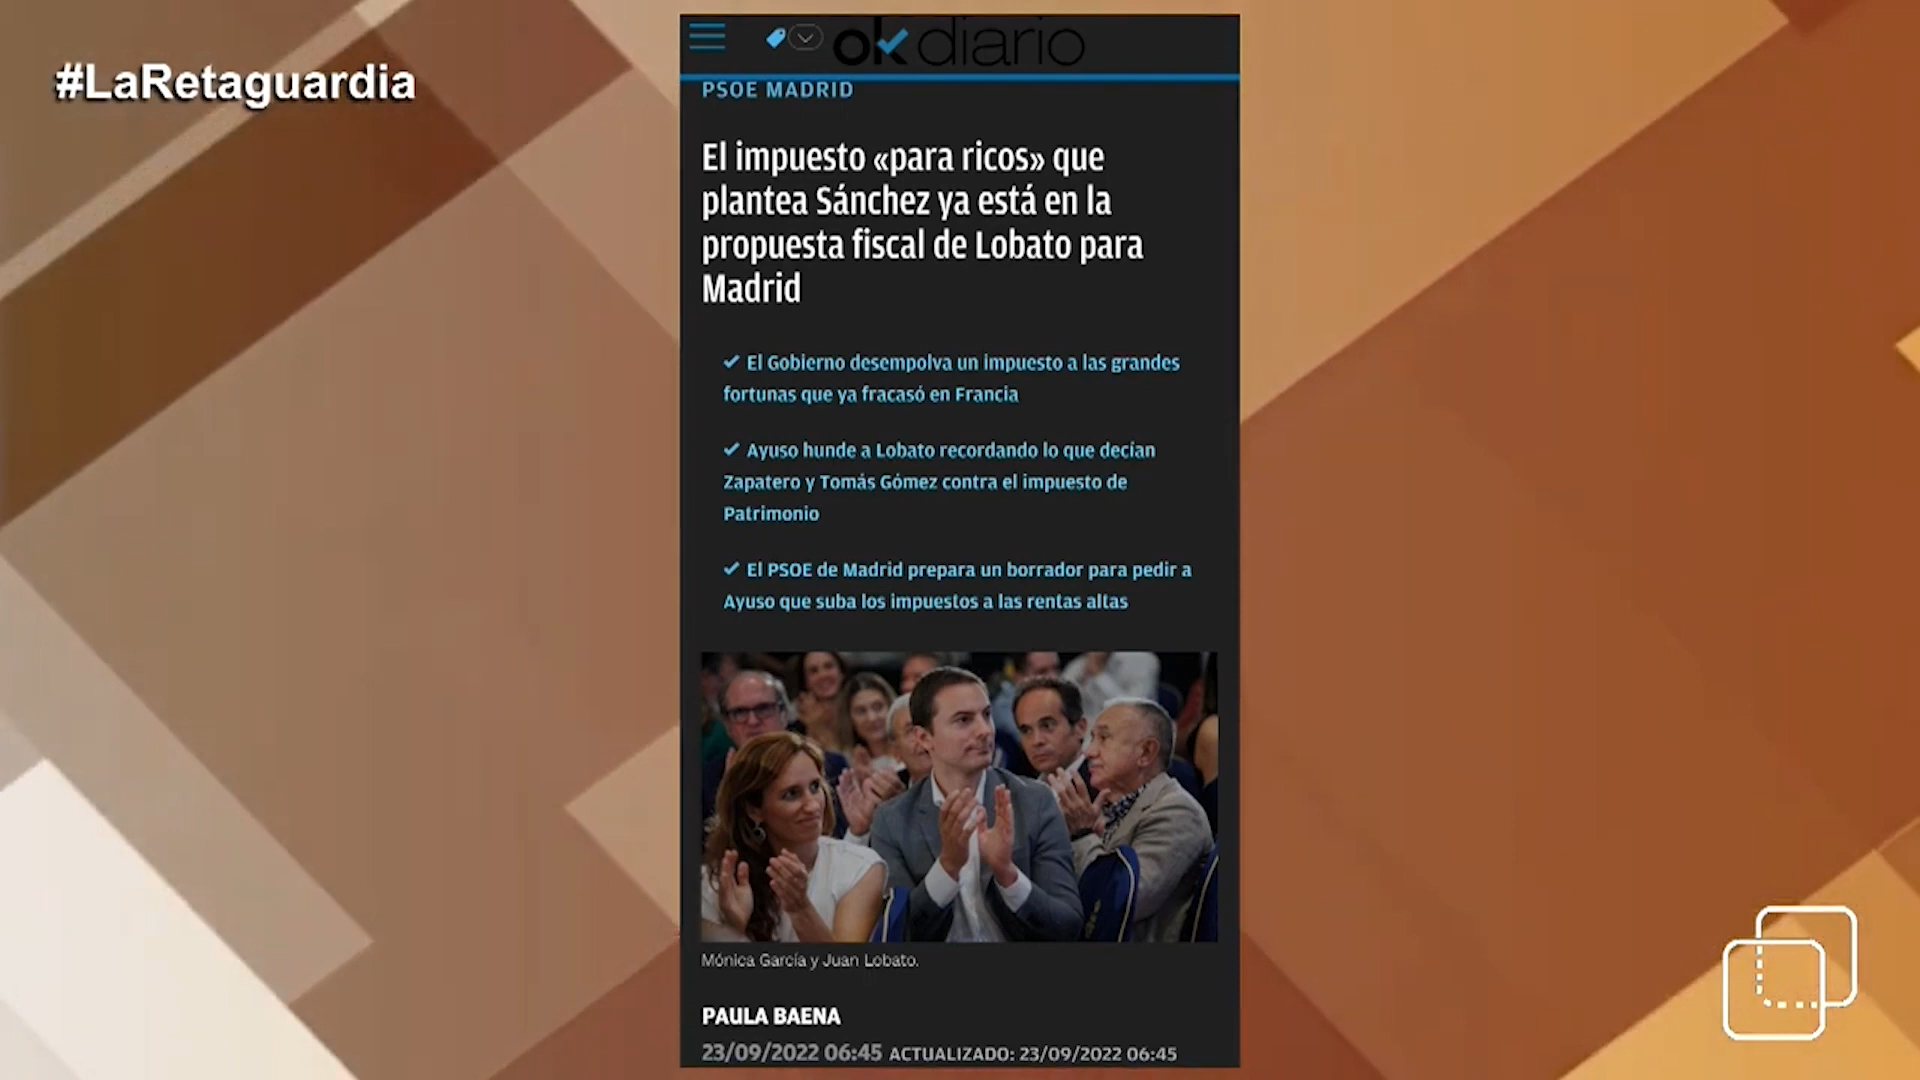 #LaRetaguardia
okdiario
PSOE MADRID
El impuesto «para ricos» que
plantea Sánchez ya está en la
propuesta fiscal de Lobato para
Madrid
El Gobierno desempolva un impuesto a las grandes
fortunas que ya fracasó en Francia
Ayuso hunde a Lobato recordando lo que decían
Zapatero y Tomás Gómez contra el impuesto de
Patrimonio
El PSOE de Madrid prepara un borrador para pedir a
Ayuso que suba los impuestos a las rentas altas
Mónica García y Juan Lobato.
PAULA BAENA
23/09/2022 06:45 ACTUALIZADO: 23/09/2022 06:45